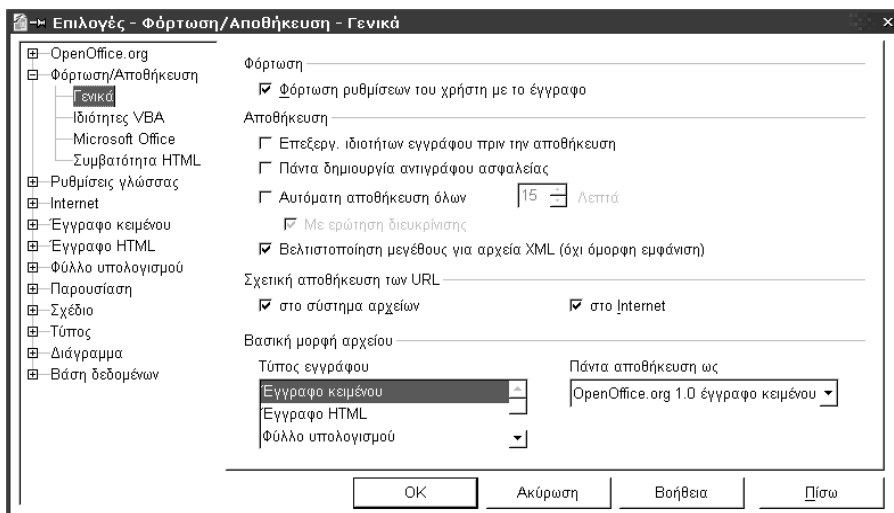 Επιλογές - Φόρτωση/Αποθήκευση - Γενικά
OpenOffice.org
Φόρτωση/Αποθήκευση
Γενικά
Ιδιότητες VBA
Microsoft Office
Συμβατότητα HTML
Ρυθμίσεις γλώσσας
Internet
Έγγραφο κειμένου
Έγγραφο HTML
Φύλλο υπολογισμού
Παρουσίαση
Σχέδιο
Τύπος
Διάγραμμα
Βάση δεδομένων
Φόρτωση
Φόρτωση ρυθμίσεων του χρήστη με το έγγραφο
Αποθήκευση
Επεξεργ. ιδιοτήτων εγγράφου πριν την αποθήκευση
Πάντα δημιουργία αντιγράφου ασφαλείας
Αυτόματη αποθήκευση όλων 15 Λεπτά
Με ερώτηση διευκρίνισης
Βελτιστοποίηση μεγέθους για αρχεία XML (όχι όμορφη εμφάνιση)
Σχετική αποθήκευση των URL
στο σύστημα αρχείων
στο Internet
Βασική μορφή αρχείου
Τύπος εγγράφου
Έγγραφο κειμένου
Έγγραφο HTML
Φύλλο υπολογισμού
Πάντα αποθήκευση ως
OpenOffice.org 1.0 έγγραφο κειμένου
OK
Ακύρωση
Βοήθεια
Πίσω